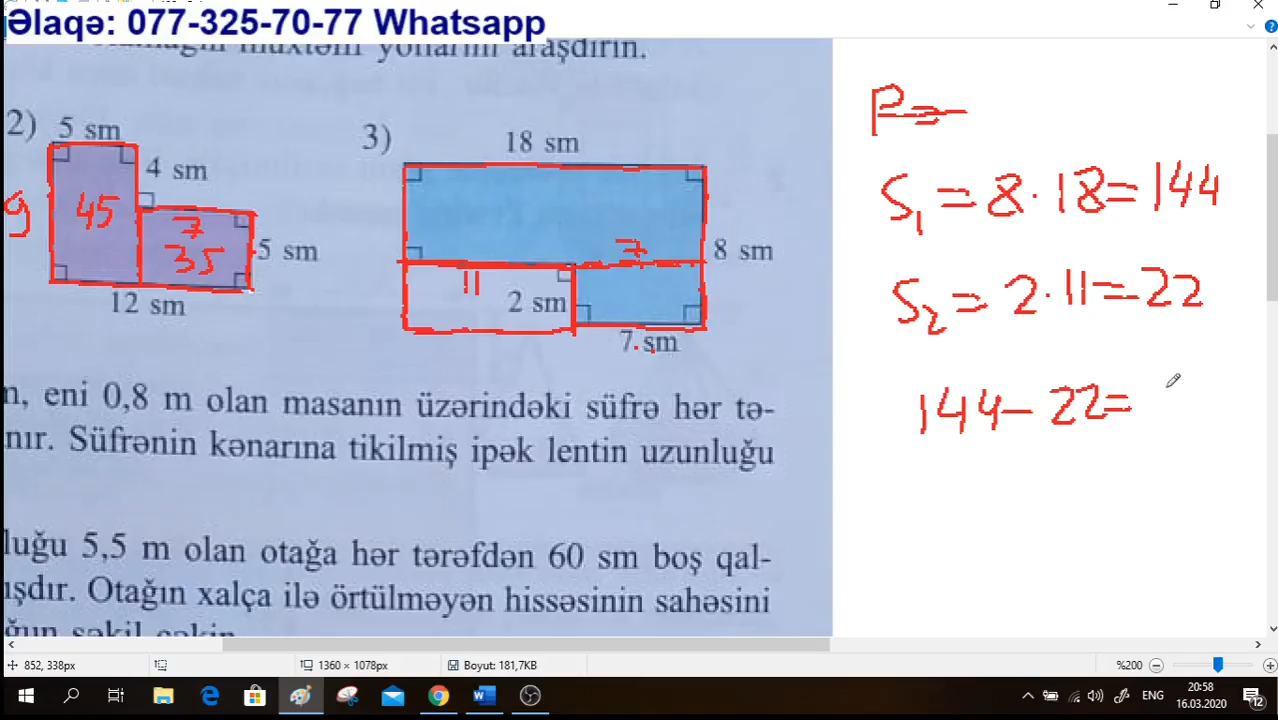 Əlaqə: 077-325-70-77 Whatsapp
yollarını araşdırın.
2) 5 sm
4 sm
9
45
7
35
5 sm
12 sm
3)
18 sm
7
8 sm
11
2 sm
7 sm
P=
S1 = 8·18=144
S2 = 2·11=22
144-22=
n, eni 0,8 m olan masanın üzərindəki süfrə hər tə-
nır. Süfrənin kənarına tikilmiş ipək lentin uzunluğu
luğu 5,5 m olan otağa hər tərəfdən 60 sm boş qal-
ışdır. Otağın xalça ilə örtülməyən hissəsinin sahəsini
852, 338px
1360 × 1078px
Boyut: 181,7KB
%200
ENG
20:58
16.03.2020
12